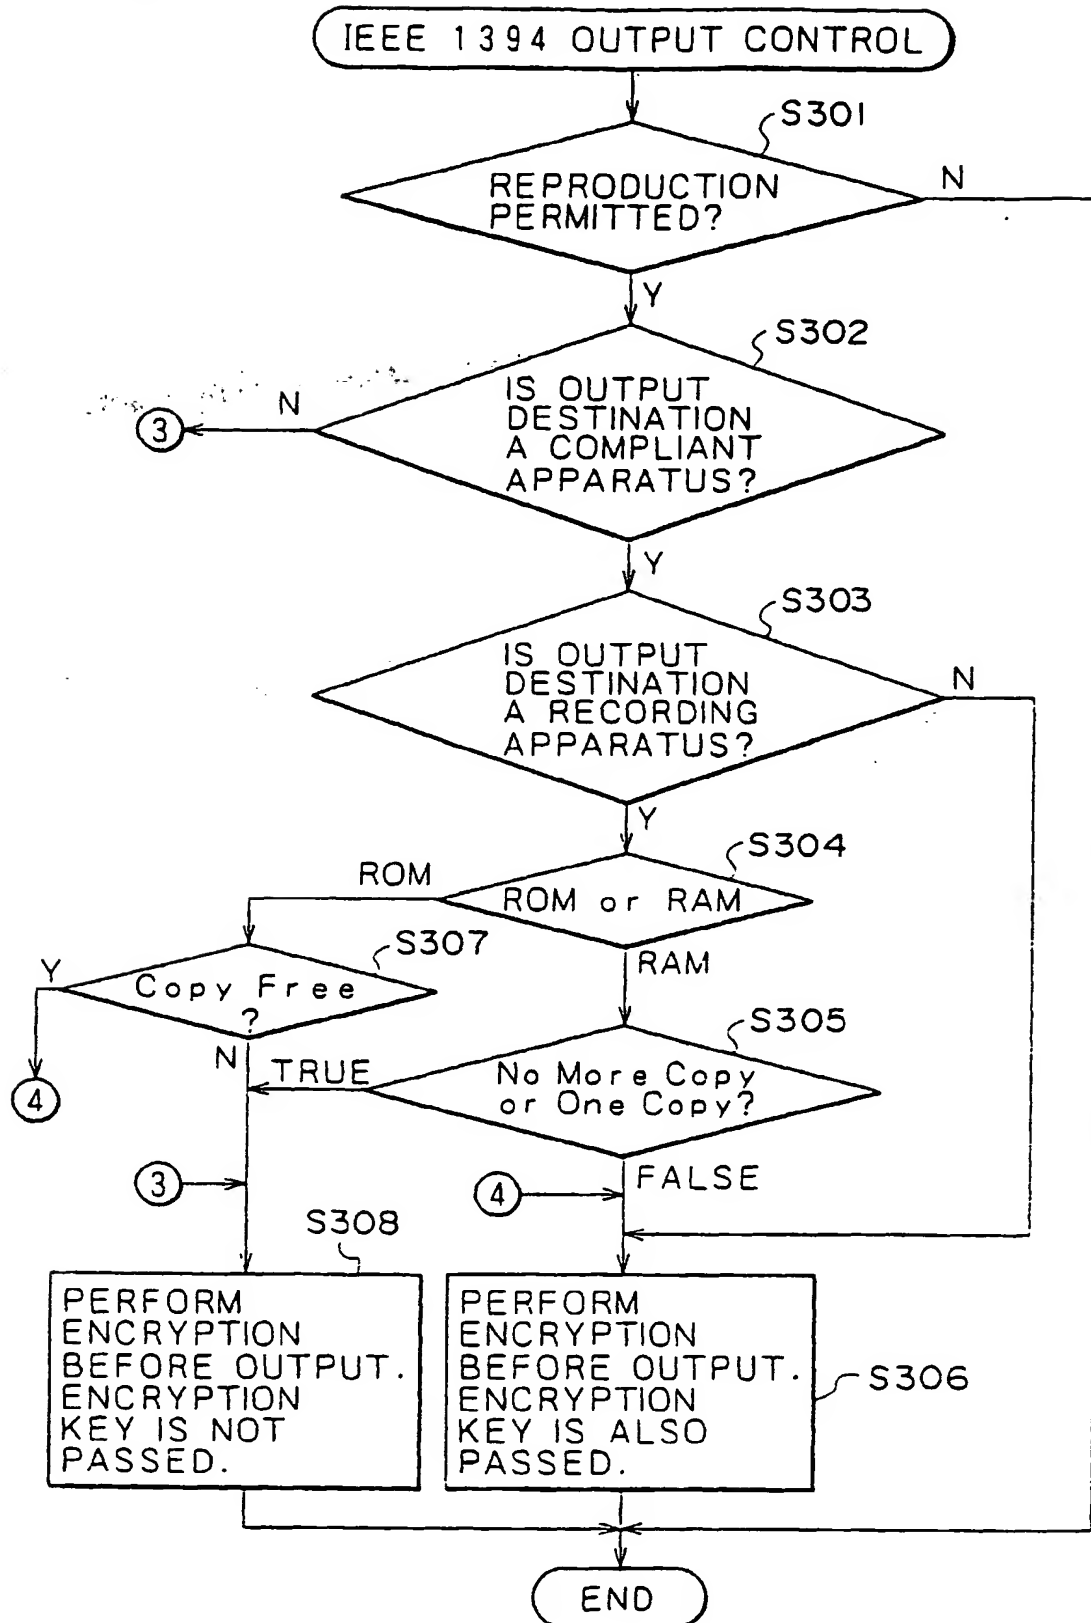 IEEE 1394 OUTPUT CONTROL
S301
REPRODUCTION
PERMITTED?
N
Y
S302
IS OUTPUT
DESTINATION
A COMPLIANT
APPARATUS?
N
3
Y
S303
IS OUTPUT
DESTINATION
A RECORDING
APPARATUS?
N
Y
S304
ROM or RAM
ROM
RAM
S307
Copy Free
?
Y
N
4
S305
No More Copy
or One Copy?
TRUE
FALSE
3
4
S308
PERFORM
ENCRYPTION
BEFORE OUTPUT.
ENCRYPTION
KEY IS NOT
PASSED.
PERFORM
ENCRYPTION
BEFORE OUTPUT.
ENCRYPTION
KEY IS ALSO
PASSED.
S306
END